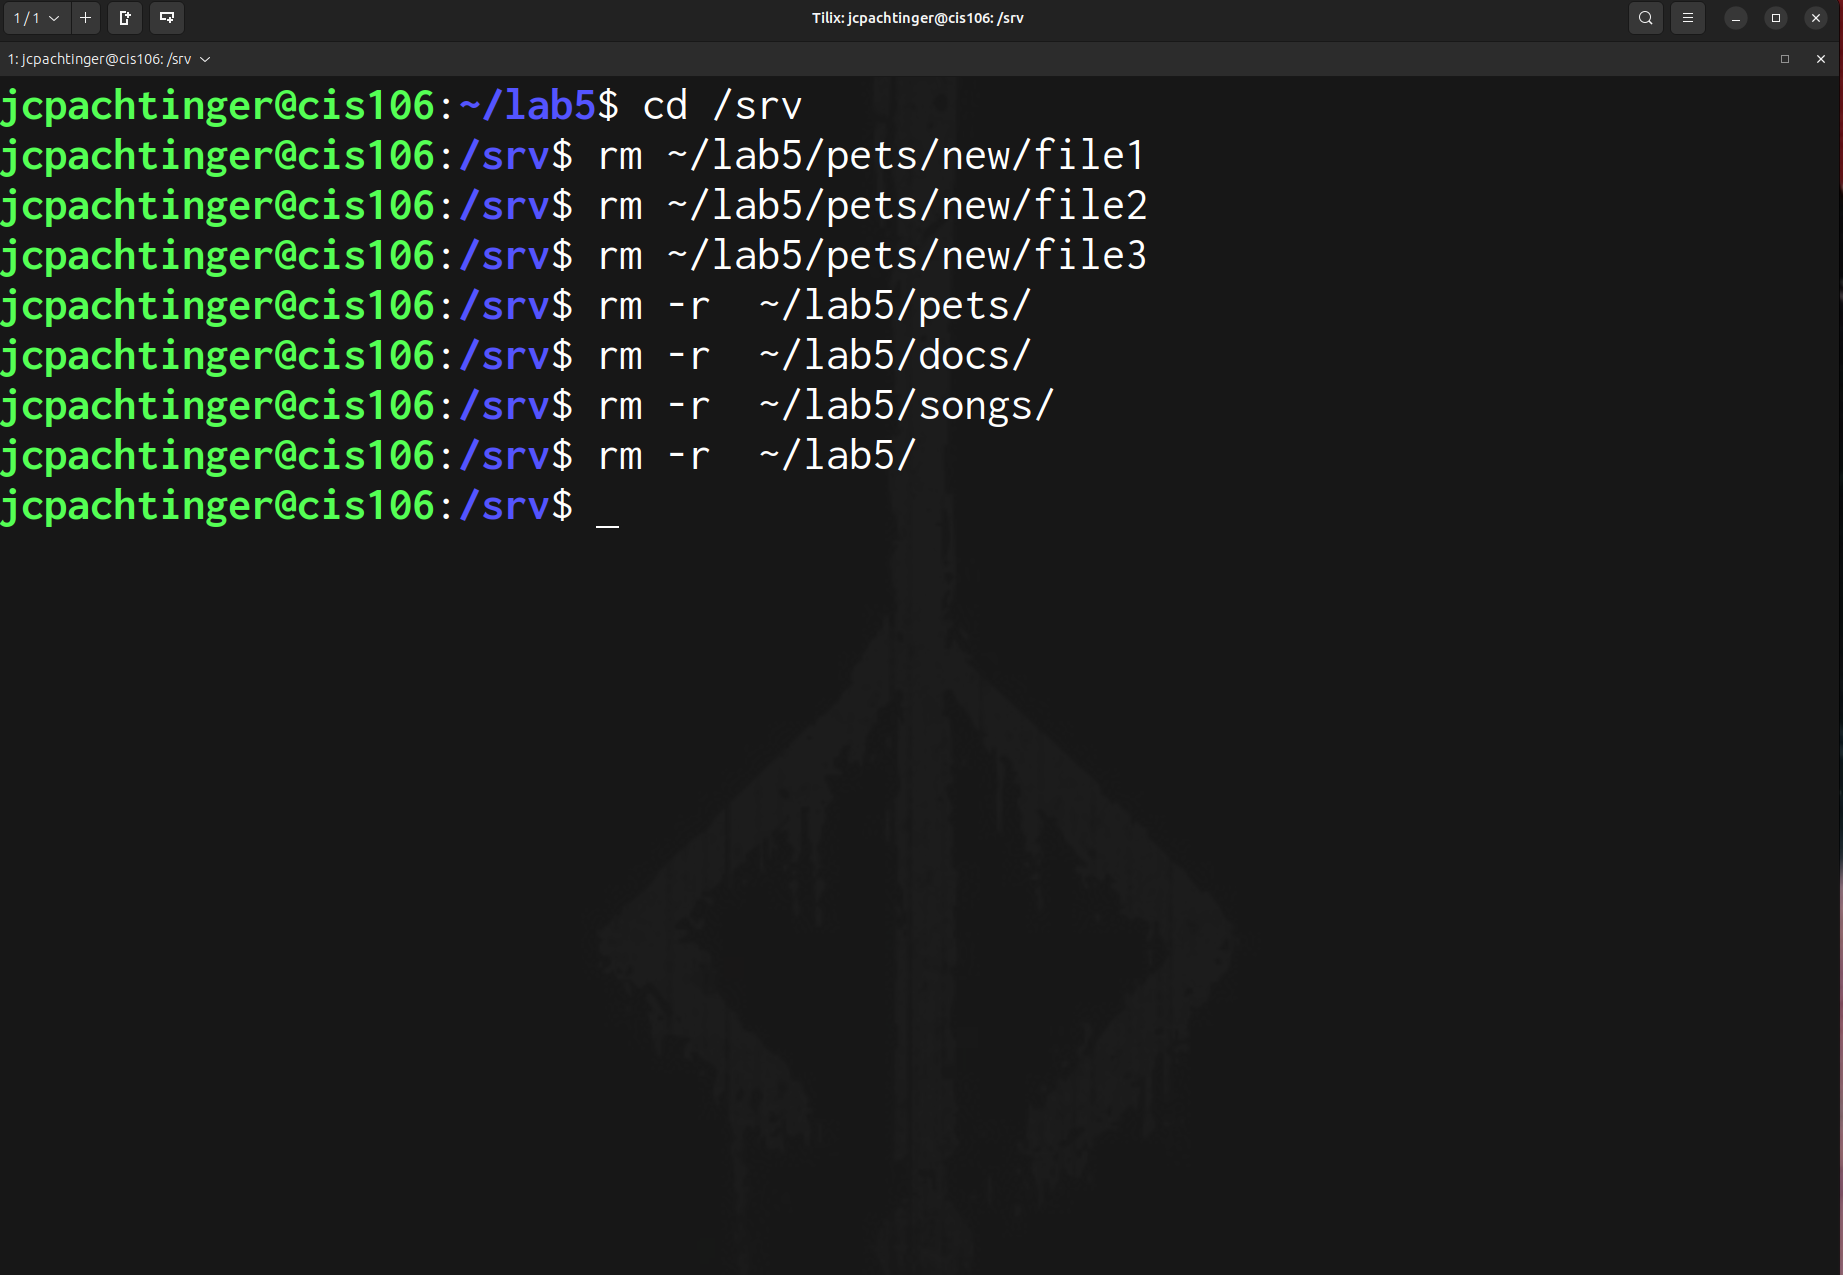 1 / 1
Tilix: jcpachtinger@cis106: /srv
1: jcpachtinger@cis106: /srv
jcpachtinger@cis106:~/lab5$ cd /srv
jcpachtinger@cis106:/srv$ rm ~/lab5/pets/new/file1
jcpachtinger@cis106:/srv$ rm ~/lab5/pets/new/file2
jcpachtinger@cis106:/srv$ rm ~/lab5/pets/new/file3
jcpachtinger@cis106:/srv$ rm -r  ~/lab5/pets/
jcpachtinger@cis106:/srv$ rm -r  ~/lab5/docs/
jcpachtinger@cis106:/srv$ rm -r  ~/lab5/songs/
jcpachtinger@cis106:/srv$ rm -r  ~/lab5/
jcpachtinger@cis106:/srv$ _